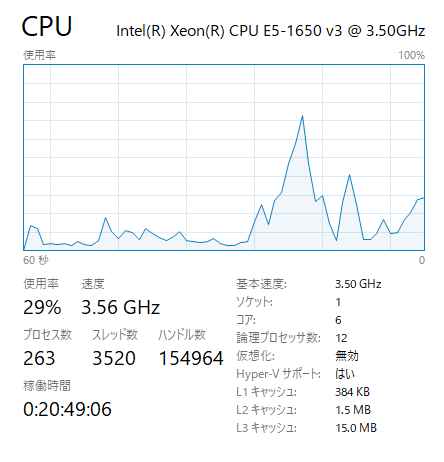 CPU Intel(R) Xeon(R) CPU E5-1650 v3 @ 3.50GHz
使用率 100%
60 秒 0
使用率 速度
29% 3.56 GHz
プロセス数 スレッド数 ハンドル数
263 3520 154964
稼働時間
0:20:49:06
基本速度: 3.50 GHz
ソケット: 1
コア: 6
論理プロセッサ数: 12
仮想化: 無効
Hyper-V サポート: はい
L1 キャッシュ: 384 KB
L2 キャッシュ: 1.5 MB
L3 キャッシュ: 15.0 MB